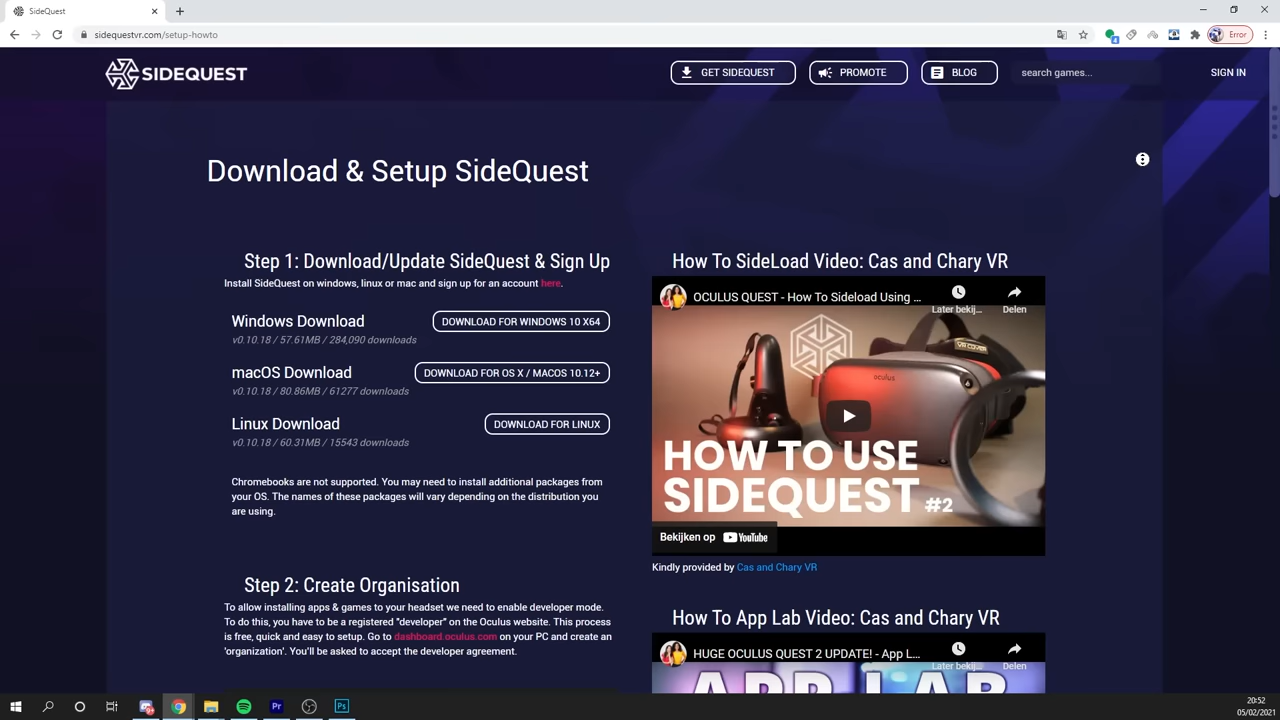 SideQuest
sidequestvr.com/setup-howto
Error
SIDEQUEST
GET SIDEQUEST
PROMOTE
BLOG
search games...
SIGN IN
Download & Setup SideQuest
Step 1: Download/Update SideQuest & Sign Up
Install SideQuest on windows, linux or mac and sign up for an account here.
Windows Download
DOWNLOAD FOR WINDOWS 10 X64
v0.10.18 / 57.61MB / 284,090 downloads
macOS Download
DOWNLOAD FOR OS X / MACOS 10.12+
v0.10.18 / 80.86MB / 61277 downloads
Linux Download
DOWNLOAD FOR LINUX
v0.10.18 / 60.31MB / 15543 downloads
Chromebooks are not supported. You may need to install additional packages from
your OS. The names of these packages will vary depending on the distribution you
are using.
Step 2: Create Organisation
To allow installing apps & games to your headset we need to enable developer mode.
To do this, you have to be a registered "developer" on the Oculus website. This process
is free, quick and easy to setup. Go to dashboard.oculus.com on your PC and create an
'organization'. You'll be asked to accept the developer agreement.
How To SideLoad Video: Cas and Chary VR
OCULUS QUEST - How To Sideload Using ...
Later bekij...
Delen
VR COVER
oculus
HOW TO USE
SIDEQUEST #2
Bekijken op YouTube
Kindly provided by Cas and Chary VR
How To App Lab Video: Cas and Chary VR
HUGE OCULUS QUEST 2 UPDATE! - App L...
Later bekij...
Delen
APP LAB
Pr
Ps
20:52
05/02/2021